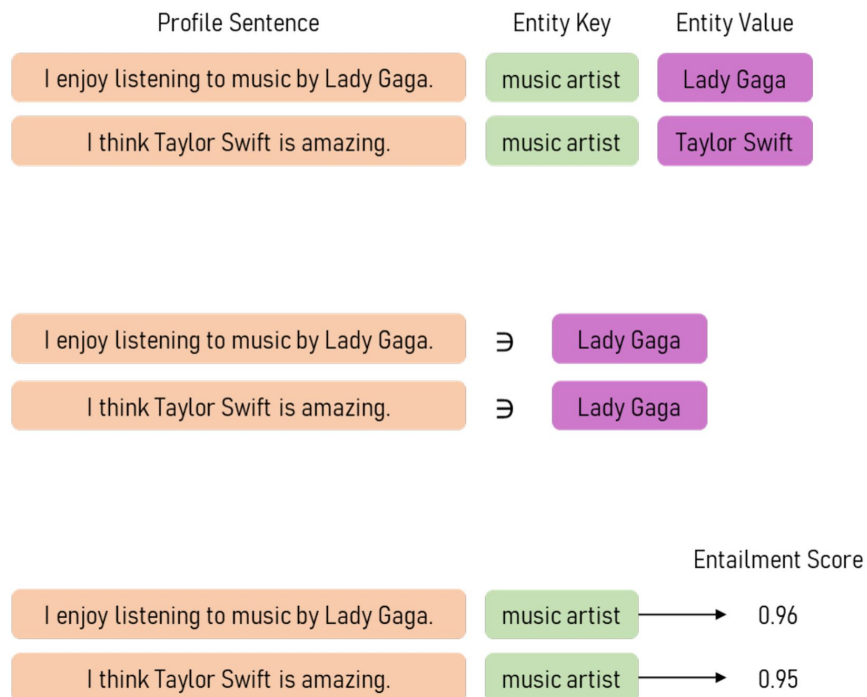 Profile Sentence Entity Key Entity Value
I enjoy listening to music by Lady Gaga. music artist Lady Gaga
I think Taylor Swift is amazing. music artist Taylor Swift
I enjoy listening to music by Lady Gaga. ∋ Lady Gaga
I think Taylor Swift is amazing. ∋ Lady Gaga
Entailment Score
I enjoy listening to music by Lady Gaga. music artist 0.96
I think Taylor Swift is amazing. music artist 0.95